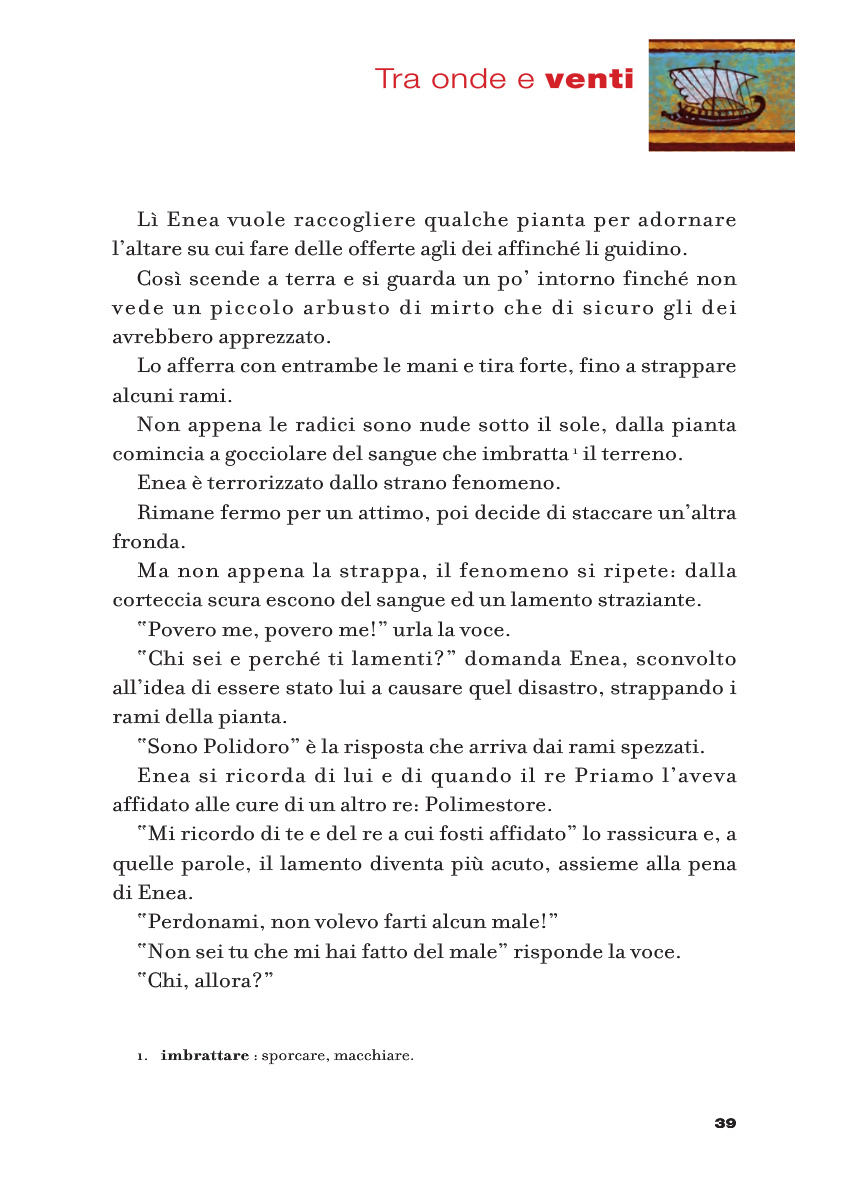 Tra onde e venti
Lì Enea vuole raccogliere qualche pianta per adornare
l’altare su cui fare delle offerte agli dei affinché li guidino.
Così scende a terra e si guarda un po’ intorno finché non
vede un piccolo arbusto di mirto che di sicuro gli dei
avrebbero apprezzato.
Lo afferra con entrambe le mani e tira forte, fino a strappare
alcuni rami.
Non appena le radici sono nude sotto il sole, dalla pianta
comincia a gocciolare del sangue che imbratta ¹ il terreno.
Enea è terrorizzato dallo strano fenomeno.
Rimane fermo per un attimo, poi decide di staccare un’altra
fronda.
Ma non appena la strappa, il fenomeno si ripete: dalla
corteccia scura escono del sangue ed un lamento straziante.
‟Povero me, povero me!” urla la voce.
‟Chi sei e perché ti lamenti?” domanda Enea, sconvolto
all’idea di essere stato lui a causare quel disastro, strappando i
rami della pianta.
‟Sono Polidoro” è la risposta che arriva dai rami spezzati.
Enea si ricorda di lui e di quando il re Priamo l’aveva
affidato alle cure di un altro re: Polimestore.
‟Mi ricordo di te e del re a cui fosti affidato” lo rassicura e, a
quelle parole, il lamento diventa più acuto, assieme alla pena
di Enea.
‟Perdonami, non volevo farti alcun male!”
‟Non sei tu che mi hai fatto del male” risponde la voce.
‟Chi, allora?”
1. imbrattare : sporcare, macchiare.
39